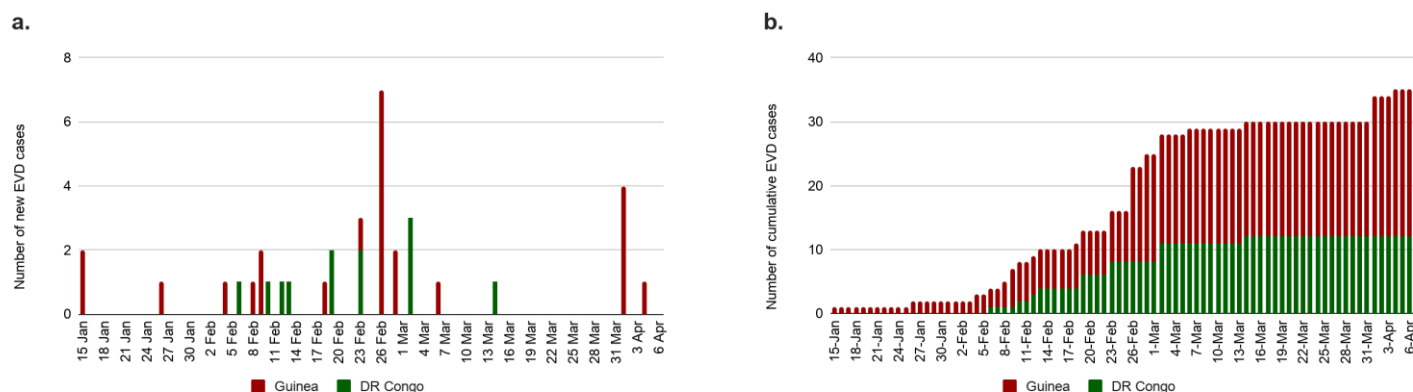 a.
Number of new EVD cases
8
6
4
2
0
15 Jan
18 Jan
21 Jan
24 Jan
27 Jan
30 Jan
2 Feb
5 Feb
8 Feb
11 Feb
14 Feb
17 Feb
20 Feb
23 Feb
26 Feb
1 Mar
4 Mar
7 Mar
10 Mar
13 Mar
16 Mar
19 Mar
22 Mar
25 Mar
28 Mar
31 Mar
3 Apr
6 Apr
Guinea DR Congo
b.
Number of cumulative EVD cases
40
30
20
10
0
15-Jan
18-Jan
21-Jan
24-Jan
27-Jan
30-Jan
2-Feb
5-Feb
8-Feb
11-Feb
14-Feb
17-Feb
20-Feb
23-Feb
26-Feb
1-Mar
4-Mar
7-Mar
10-Mar
13-Mar
16-Mar
19-Mar
22-Mar
25-Mar
28-Mar
31-Mar
3-Apr
6-Apr
Guinea DR Congo